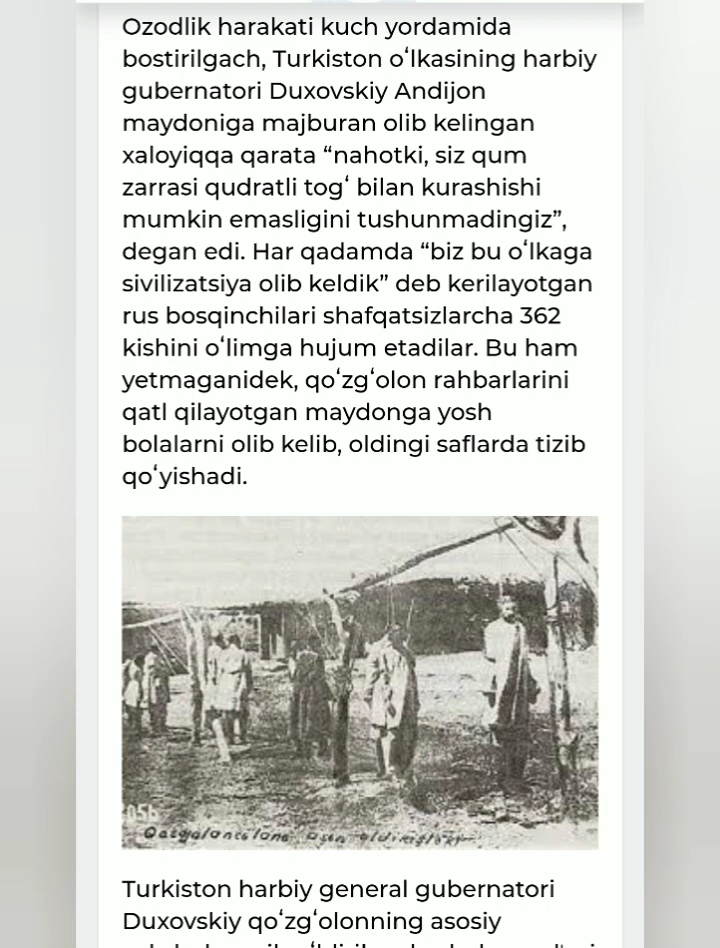 Ozodlik harakati kuch yordamida
bostirilgach, Turkiston oʻlkasining harbiy
gubernatori Duxovskiy Andijon
maydoniga majburan olib kelingan
xaloyiqqa qarata “nahotki, siz qum
zarrasi qudratli togʻ bilan kurashishi
mumkin emasligini tushunmadingiz”,
degan edi. Har qadamda “biz bu oʻlkaga
sivilizatsiya olib keldik” deb kerilayotgan
rus bosqinchilari shafqatsizlarcha 362
kishini oʻlimga hujum etadilar. Bu ham
yetmaganidek, qoʻzgʻolon rahbarlarini
qatl qilayotgan maydonga yosh
bolalarni olib kelib, oldingi saflarda tizib
qoʻyishadi.
056
Turkiston harbiy general gubernatori
Duxovskiy qoʻzgʻolonning asosiy